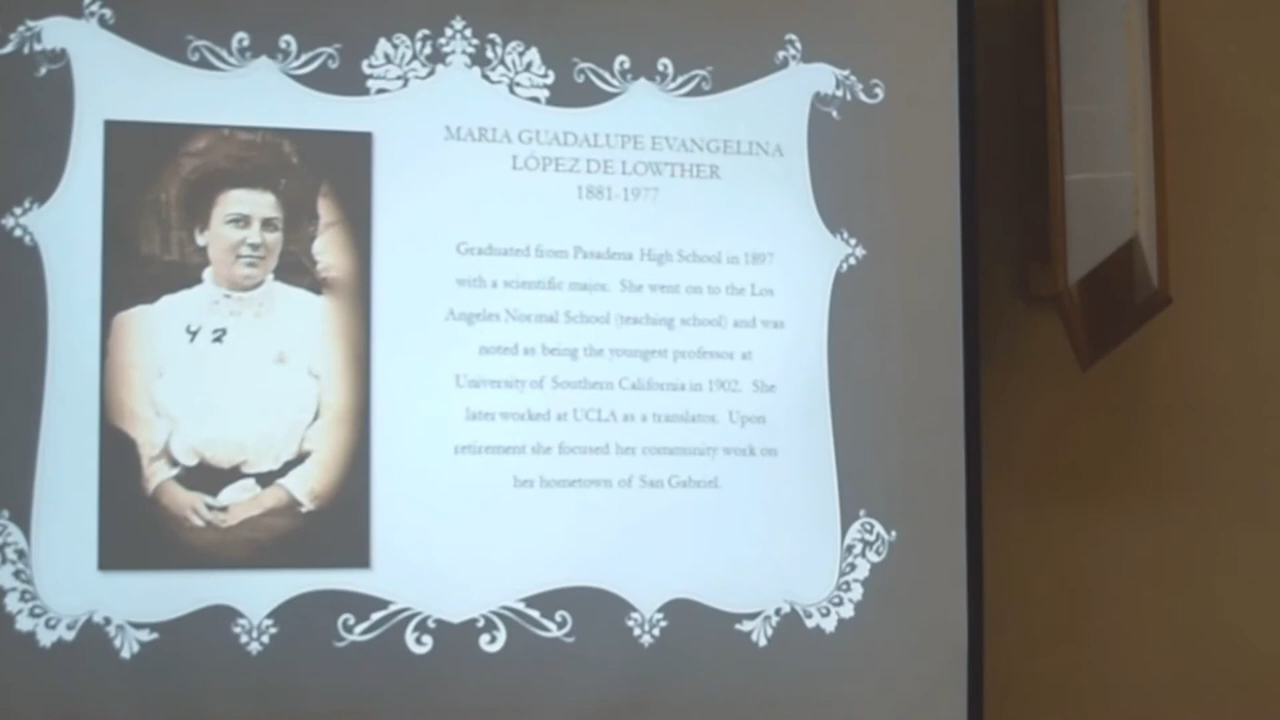 MARIA GUADALUPE EVANGELINA
LÓPEZ DE LOWTHER
1881-1977
Graduated from Pasadena High School in 1897
with a scientific major. She went on to the Los
Angeles Normal School (teaching school) and was
noted as being the youngest professor at
University of Southern California in 1902. She
later worked at UCLA as a translator. Upon
retirement she focused her community work on
her hometown of San Gabriel.
42